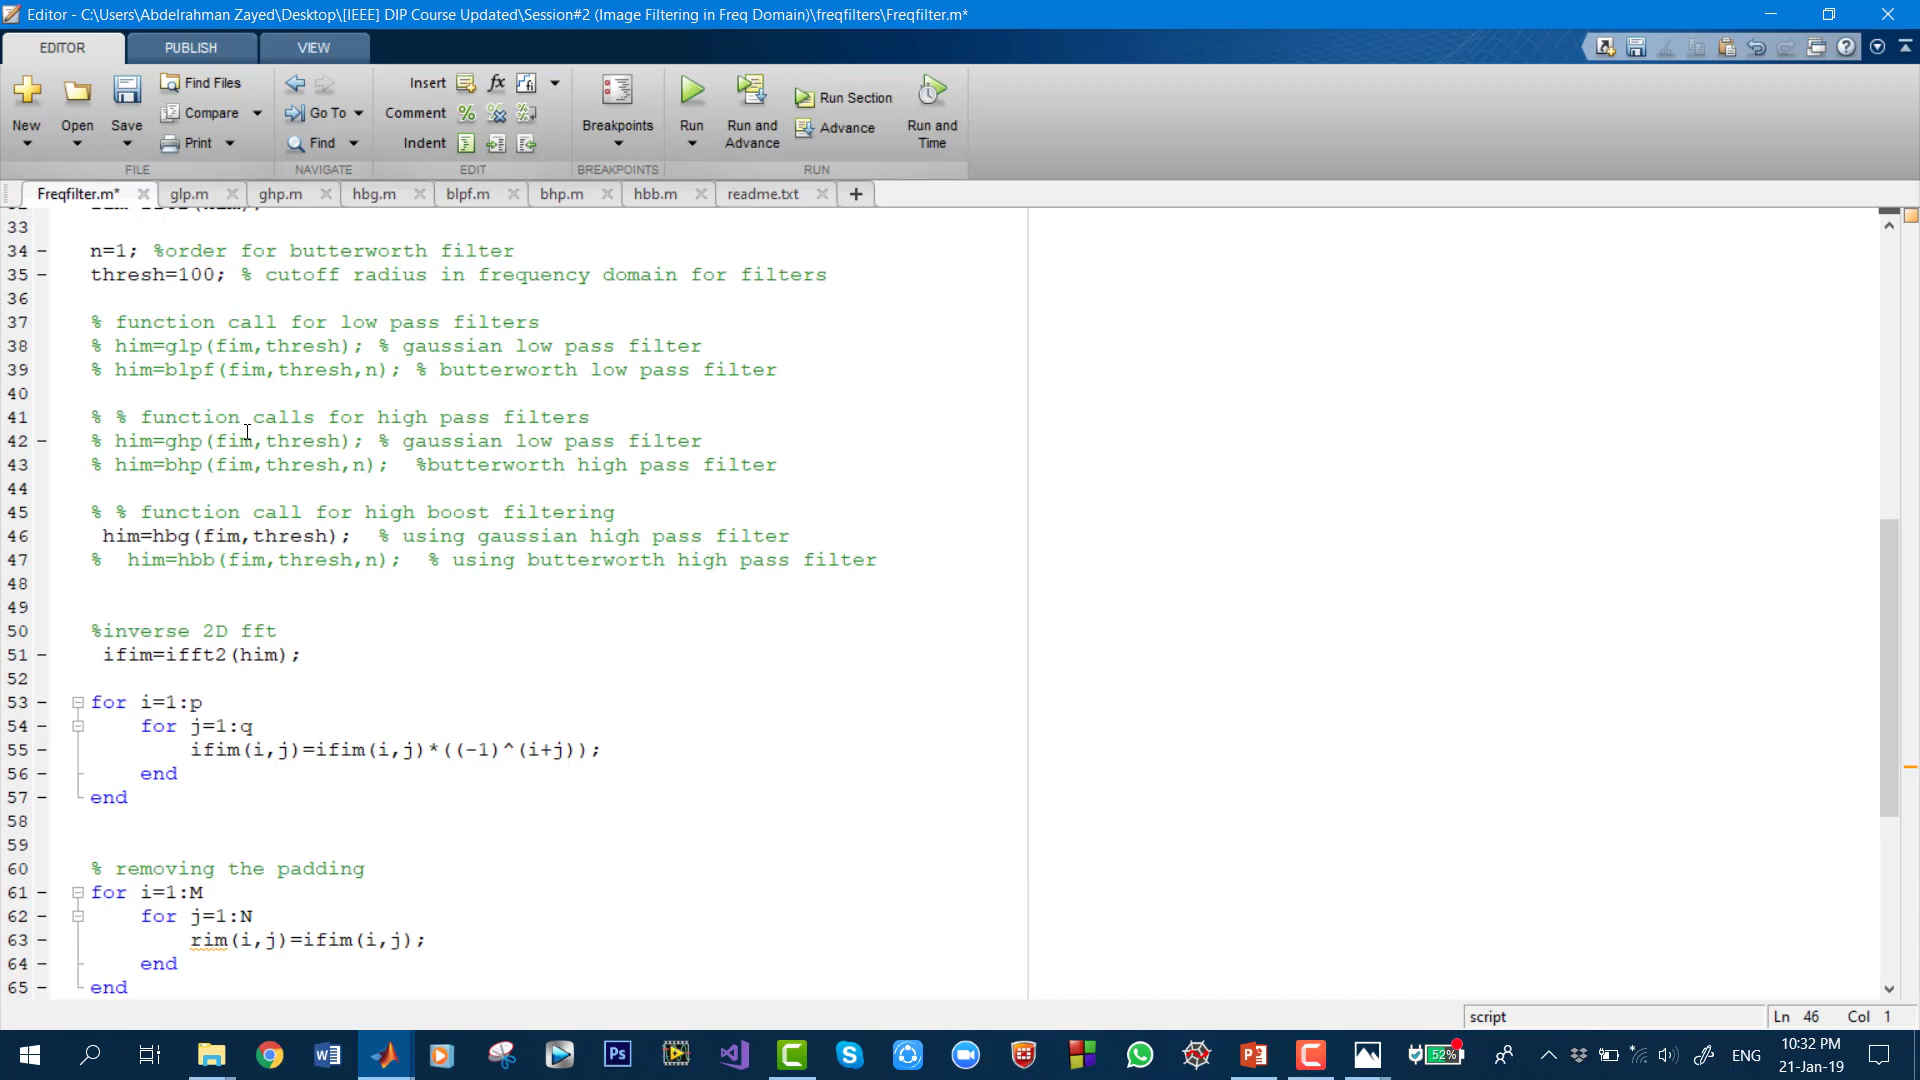 Editor - C:\Users\Abdelrahman Zayed\Desktop\[IEEE] DIP Course Updated\Session#2 (Image Filtering in Freq Domain)\freqfilters\Freqfilter.m*
EDITOR PUBLISH VIEW
Find Files Insert fx Run Section
Compare Go To Comment
New Open Save Breakpoints Run Run and Advance Advance Run and Time
Print Find Indent
FILE NAVIGATE EDIT BREAKPOINTS RUN
Freqfilter.m* glp.m ghp.m hbg.m blpf.m bhp.m hbb.m readme.txt +
33
34 - n=1; %order for butterworth filter
35 - thresh=100; % cutoff radius in frequency domain for filters
36
37 % function call for low pass filters
38 % him=glp(fim,thresh); % gaussian low pass filter
39 % him=blpf(fim,thresh,n); % butterworth low pass filter
40
41 % % function calls for high pass filters
42 - % him=ghp(fim,thresh); % gaussian low pass filter
43 % him=bhp(fim,thresh,n); %butterworth high pass filter
44
45 % % function call for high boost filtering
46 him=hbg(fim,thresh); % using gaussian high pass filter
47 % him=hbb(fim,thresh,n); % using butterworth high pass filter
48
49
50 %inverse 2D fft
51 - ifim=ifft2(him);
52
53 - for i=1:p
54 - for j=1:q
55 - ifim(i,j)=ifim(i,j)*((-1)^(i+j));
56 - end
57 - end
58
59
60 % removing the padding
61 - for i=1:M
62 - for j=1:N
63 - rim(i,j)=ifim(i,j);
64 - end
65 - end
script Ln 46 Col 1
52% ENG 10:32 PM
21-Jan-19